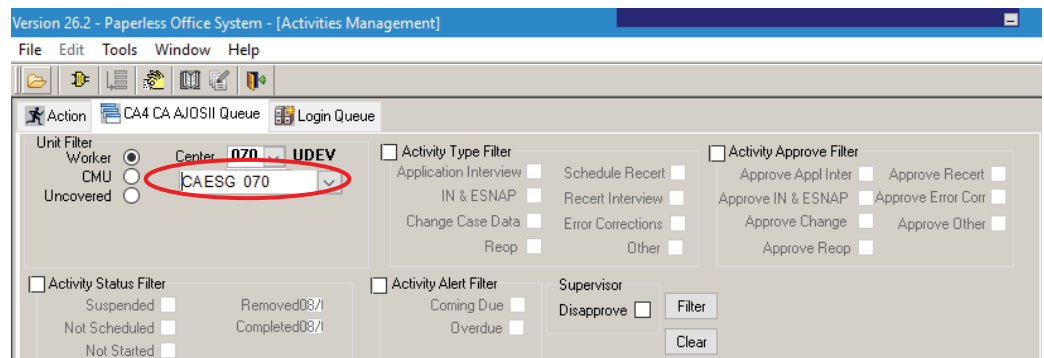 Version 26.2 - Paperless Office System - [Activities Management]
File Edit Tools Window Help
Action CA4 CA AJOSII Queue Login Queue
Unit Filter
Worker Center 070 UDEV
CMU CAESG 070
Uncovered
Activity Type Filter
Application Interview Schedule Recert
IN & ESNAP Recert Interview
Change Case Data Error Corrections
Reop Other
Activity Approve Filter
Approve Appl Inter Approve Recert
Approve IN & ESNAP Approve Error Corr
Approve Change Approve Other
Approve Reop
Activity Status Filter
Suspended Removed08/
Not Scheduled Completed08/
Not Started
Activity Alert Filter
Coming Due
Overdue
Supervisor
Disapprove
Filter
Clear